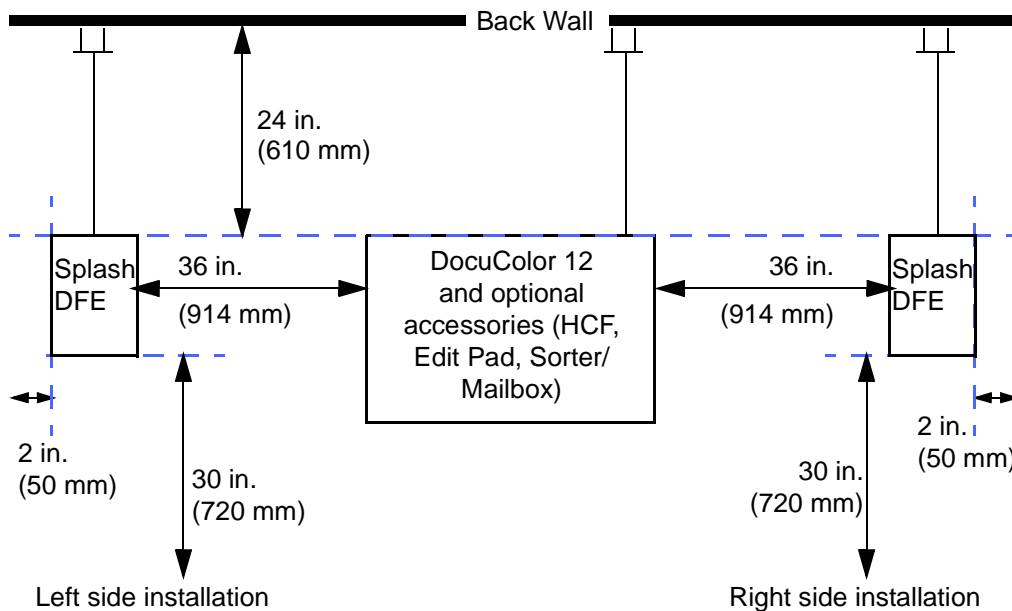 Back Wall
24 in.
(610 mm)
Splash
DFE
36 in.
(914 mm)
DocuColor 12
and optional
accessories (HCF,
Edit Pad, Sorter/
Mailbox)
36 in.
(914 mm)
Splash
DFE
2 in.
(50 mm)
30 in.
(720 mm)
30 in.
(720 mm)
2 in.
(50 mm)
Left side installation
Right side installation